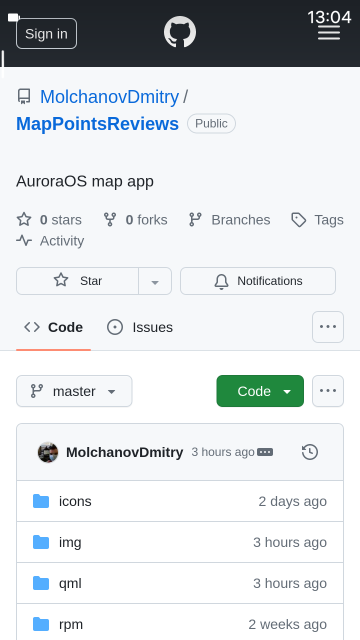 13:04
Sign in
MolchanovDmitry /
MapPointsReviews Public
AuroraOS map app
0 stars 0 forks Branches Tags
Activity
Star Notifications
Code Issues
master Code
MolchanovDmitry 3 hours ago
icons 2 days ago
img 3 hours ago
qml 3 hours ago
rpm 2 weeks ago